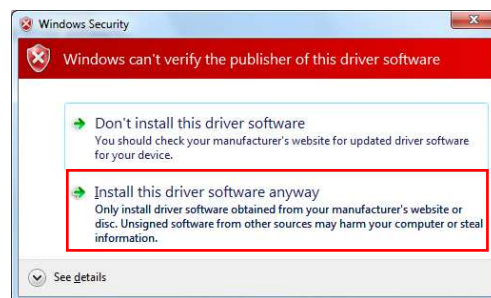 Windows Security
Windows can't verify the publisher of this driver software
Don't install this driver software
You should check your manufacturer's website for updated driver software
for your device.
Install this driver software anyway
Only install driver software obtained from your manufacturer's website or
disc. Unsigned software from other sources may harm your computer or steal
information.
See details